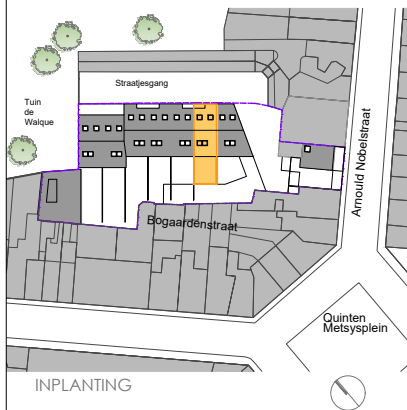 Straatjesgang
Tuin
de
Walque
Arnould Nobelstraat
Bogaardenstraat
Quinten
Metsysplein
INPLANTING